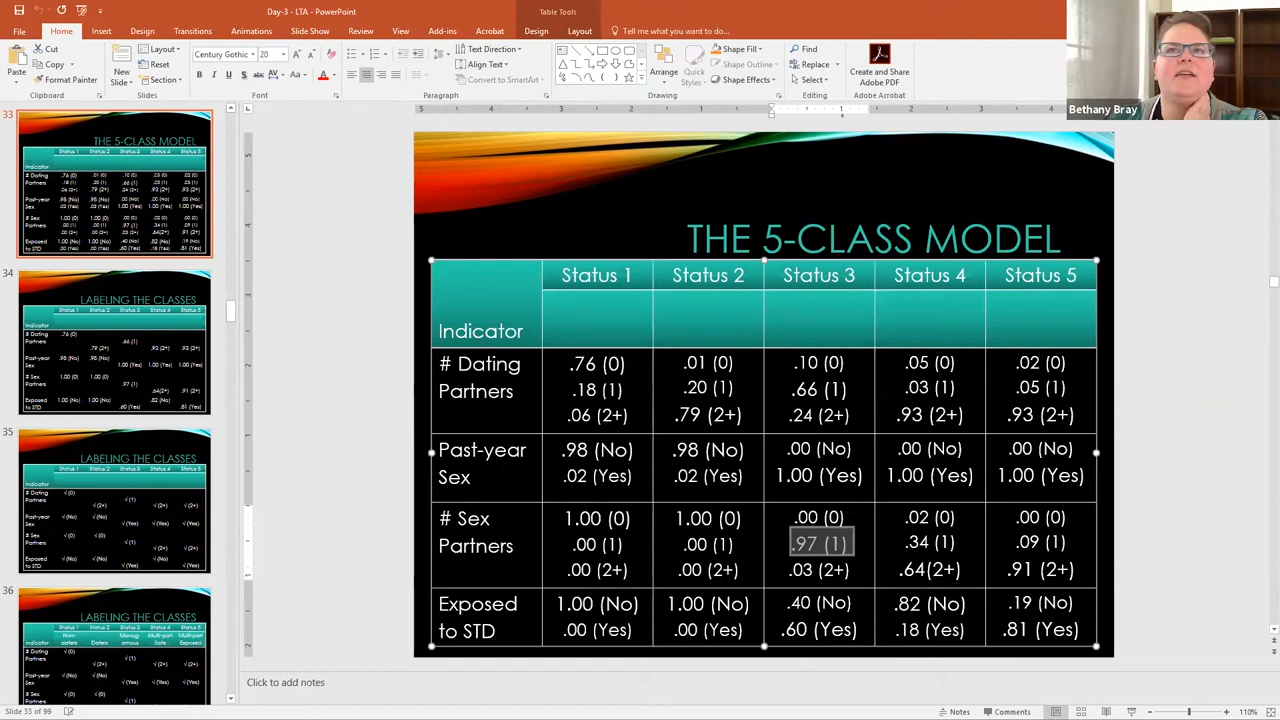 Day-3 - LTA - PowerPoint
Table Tools
File Home Insert Design Transitions Animations Slide Show Review View Add-ins Acrobat Design Layout Tell me what you want to do...
Paste
Cut
Copy
Format Painter
Clipboard
New
Slide
Layout
Reset
Section
Slides
Century Gothic 20
B I U S abc AV Aa A
Font
Text Direction
Align Text
Convert to SmartArt
Paragraph
Arrange
Quick
Styles
Shape Fill
Shape Outline
Shape Effects
Drawing
Find
Replace
Select
Editing
Create and Share
Adobe PDF
Adobe Acrobat
Bethany Bray
33
THE 5-CLASS MODEL
34
LABELING THE CLASSES
35
LABELING THE CLASSES
36
LABELING THE CLASSES
THE 5-CLASS MODEL
Status 1 Status 2 Status 3 Status 4 Status 5
Indicator
# Dating .76 (0) .01 (0) .10 (0) .05 (0) .02 (0)
Partners .18 (1) .20 (1) .66 (1) .03 (1) .05 (1)
.06 (2+) .79 (2+) .24 (2+) .93 (2+) .93 (2+)
Past-year .98 (No) .98 (No) .00 (No) .00 (No) .00 (No)
Sex .02 (Yes) .02 (Yes) 1.00 (Yes) 1.00 (Yes) 1.00 (Yes)
# Sex 1.00 (0) 1.00 (0) .00 (0) .02 (0) .00 (0)
Partners .00 (1) .00 (1) .97 (1) .34 (1) .09 (1)
.00 (2+) .00 (2+) .03 (2+) .64(2+) .91 (2+)
Exposed 1.00 (No) 1.00 (No) .40 (No) .82 (No) .19 (No)
to STD .00 (Yes) .00 (Yes) .60 (Yes) .18 (Yes) .81 (Yes)
Click to add notes
Slide 33 of 99
Notes
Comments
110%